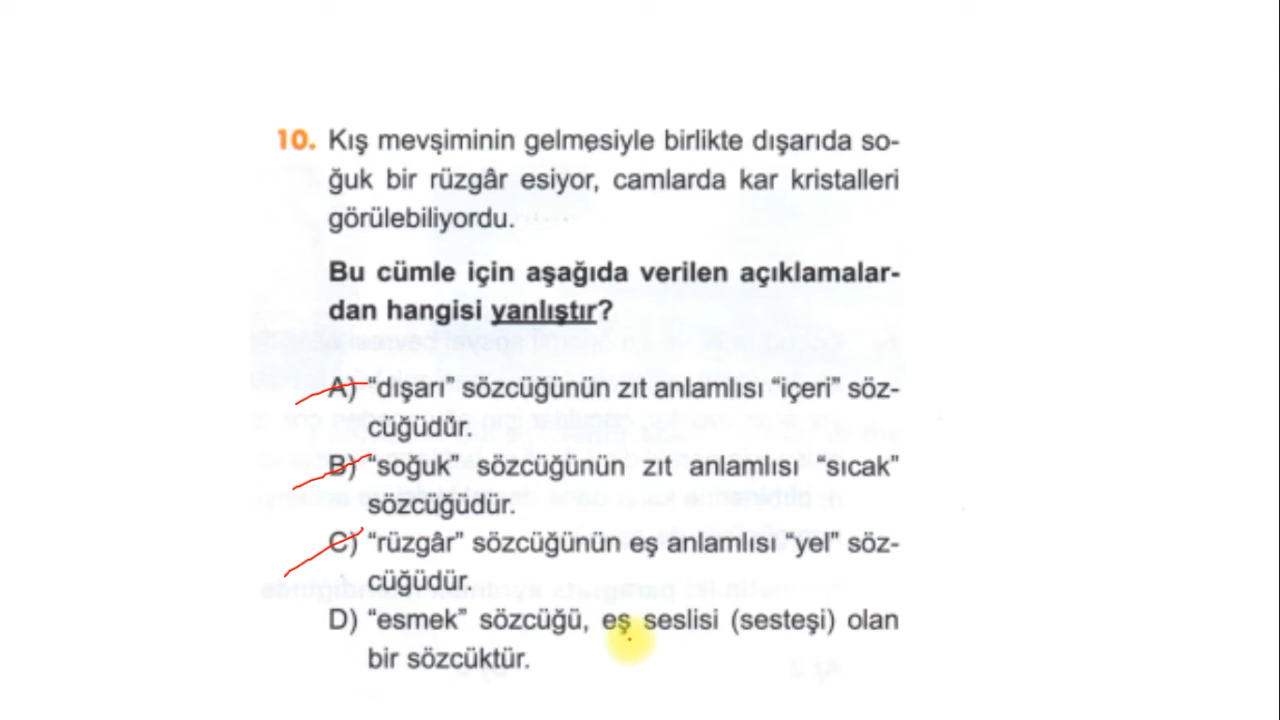 10. Kış mevsiminin gelmesiyle birlikte dışarıda so-
ğuk bir rüzgâr esiyor, camlarda kar kristalleri
görülebiliyordu.
Bu cümle için aşağıda verilen açıklamalar-
dan hangisi yanlıştır?
A) “dışarı” sözcüğünün zıt anlamlısı “içeri” söz-
cüğüdür.
B) “soğuk” sözcüğünün zıt anlamlısı “sıcak”
sözcüğüdür.
C) “rüzgâr” sözcüğünün eş anlamlısı “yel” söz-
cüğüdür.
D) “esmek” sözcüğü, eş seslisi (sesteşi) olan
bir sözcüktür.